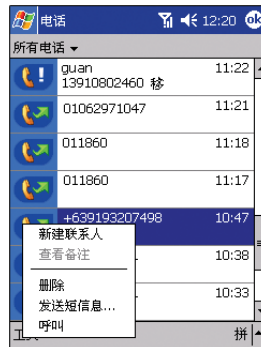 电话 12:20 ok
所有电话
guan 11:22
13910802460 移
01062971047 11:21
011860 11:18
011860 11:17
+639193207498 10:47
新建联系人
查看备注 10:38
删除 10:33
发送短信息...
呼叫
拼